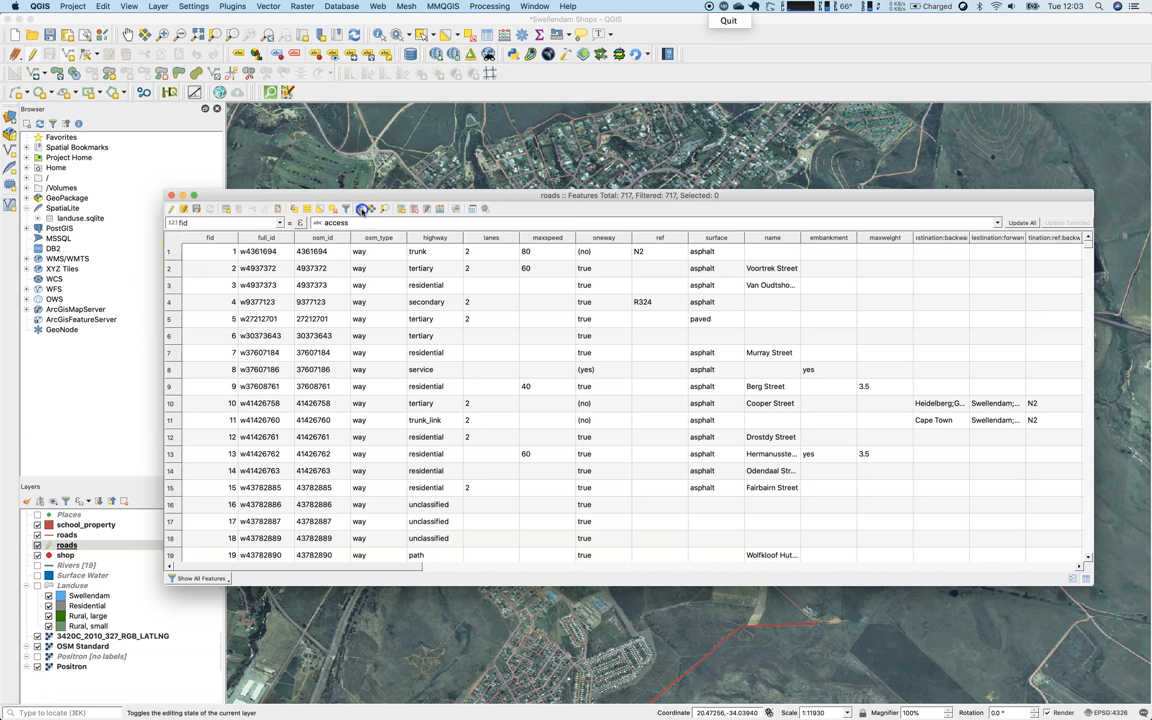 QGIS Project Edit View Layer Settings Plugins Vector Raster Database Web Mesh MMQGIS Processing Window Help 66° Charged Tue 12:03
Quit
*Swellendam Shops - QGIS
Browser
Favorites
Spatial Bookmarks
Project Home
Home
/
/Volumes
GeoPackage
SpatiaLite
landuse.sqlite
PostGIS
MSSQL
DB2
WMS/WMTS
XYZ Tiles
WCS
WFS
OWS
ArcGisMapServer
ArcGisFeatureServer
GeoNode
roads :: Features Total: 717, Filtered: 717, Selected: 0
123 fid = ε abc access Update All Update Selected
fid full_id osm_id osm_type highway lanes maxspeed oneway ref surface name embankment maxweight istination:backwa lestination:forwan tination:ref:backw
1 1 w4361694 4361694 way trunk 2 80 (no) N2 asphalt
2 2 w4937372 4937372 way tertiary 2 60 true asphalt Voortrek Street
3 3 w4937373 4937373 way residential true asphalt Van Oudtsho...
4 4 w9377123 9377123 way secondary 2 true R324 asphalt
5 5 w27212701 27212701 way tertiary 2 true paved
6 6 w30373643 30373643 way tertiary true
7 7 w37607184 37607184 way residential true asphalt Murray Street
8 8 w37607186 37607186 way service (yes) asphalt yes
9 9 w37608761 37608761 way residential 40 true asphalt Berg Street 3.5
10 10 w41426758 41426758 way tertiary 2 (no) asphalt Cooper Street Heidelberg;G... Swellendam;... N2
11 11 w41426760 41426760 way trunk_link 2 (no) asphalt Cape Town Swellendam;... N2
12 12 w41426761 41426761 way residential 2 true asphalt Drostdy Street
13 13 w41426762 41426762 way residential 60 true asphalt Hermanusste... yes 3.5
14 14 w41426763 41426763 way residential true asphalt Odendaal Str...
15 15 w43782885 43782885 way residential 2 true asphalt Fairbairn Street
16 16 w43782886 43782886 way unclassified true
17 17 w43782887 43782887 way unclassified true
18 18 w43782889 43782889 way unclassified true
19 19 w43782890 43782890 way path true Wolfkloof Hut...
Show All Features
Layers
Places
school_property
roads
roads
shop
Rivers [19]
Surface Water
Landuse
Swellendam
Residential
Rural, large
Rural, small
3420C_2010_327_RGB_LATLNG
OSM Standard
Positron [no labels]
Positron
Type to locate (⌘K) Toggles the editing state of the current layer Coordinate 20.47256,-34.03940 Scale 1:11930 Magnifier 100% Rotation 0.0 ° Render EPSG:4326